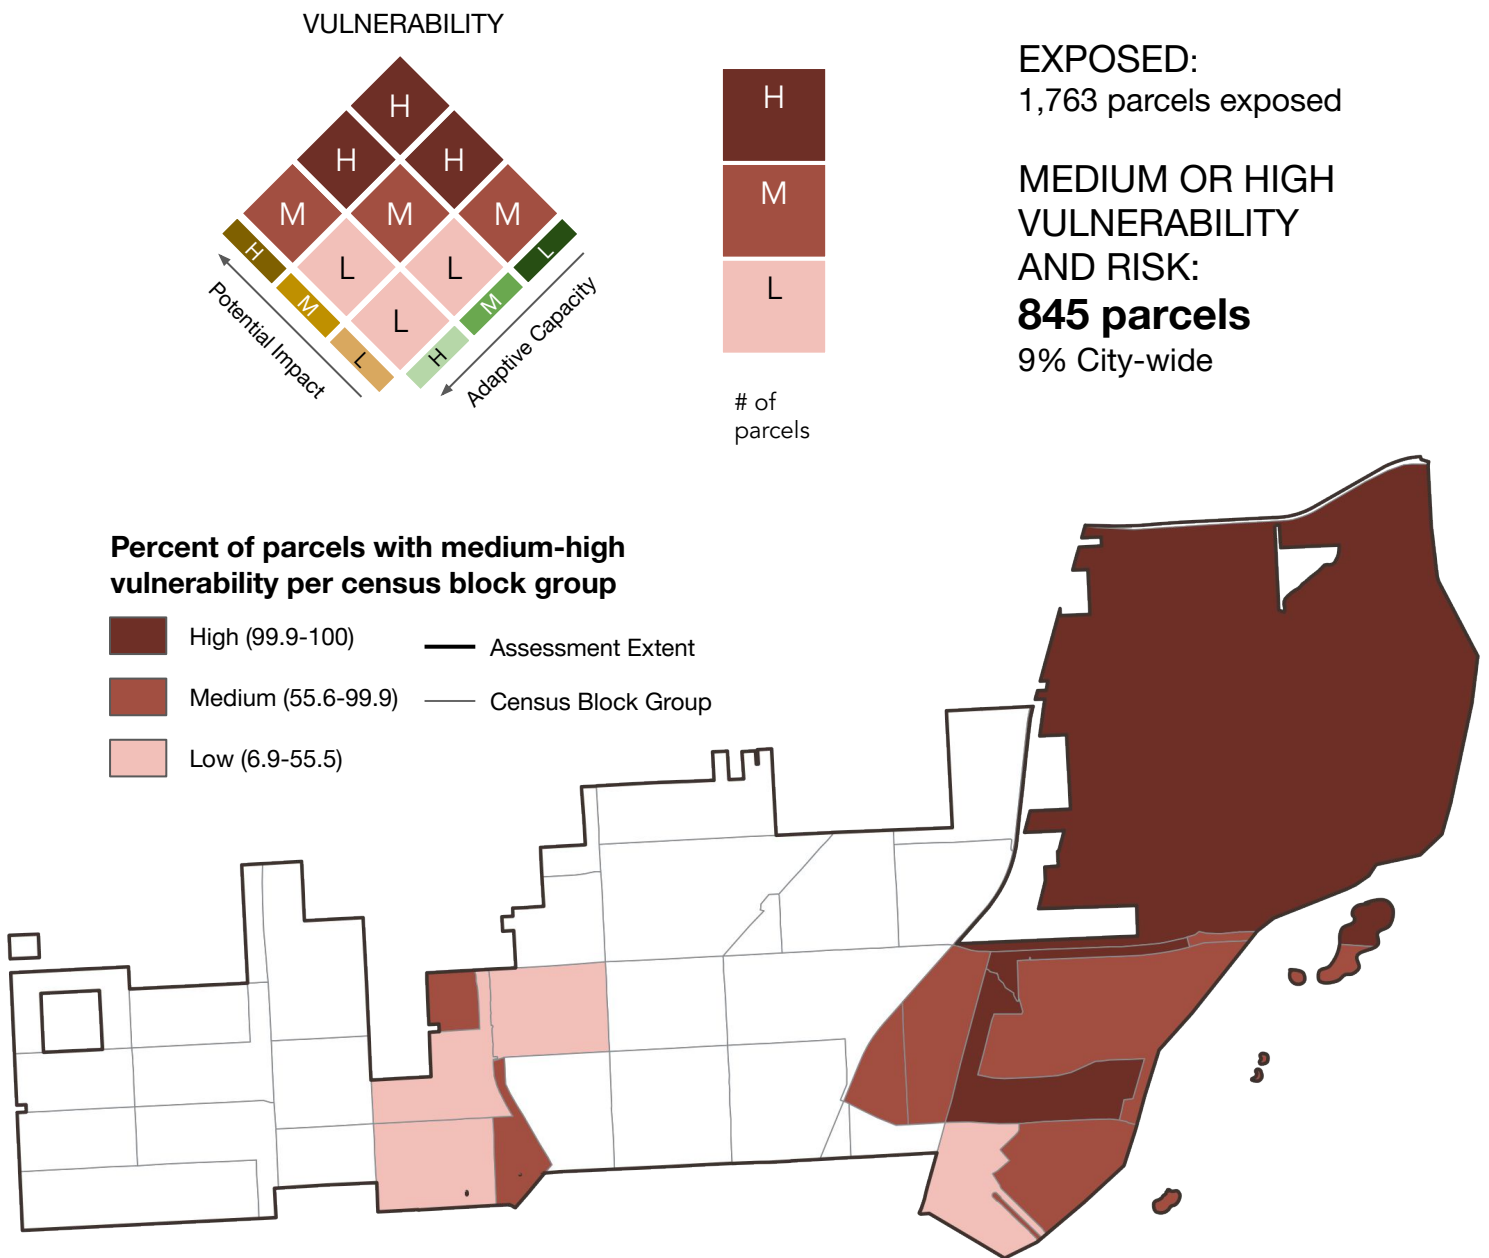 VULNERABILITY
H
H
H
M
M
M
L
L
L
H
M
L
L
M
H
Potential Impact
Adaptive Capacity
H
M
L
# of
parcels
EXPOSED:
1,763 parcels exposed
MEDIUM OR HIGH
VULNERABILITY
AND RISK:
845 parcels
9% City-wide
Percent of parcels with medium-high
vulnerability per census block group
High (99.9-100)
Medium (55.6-99.9)
Low (6.9-55.5)
Assessment Extent
Census Block Group